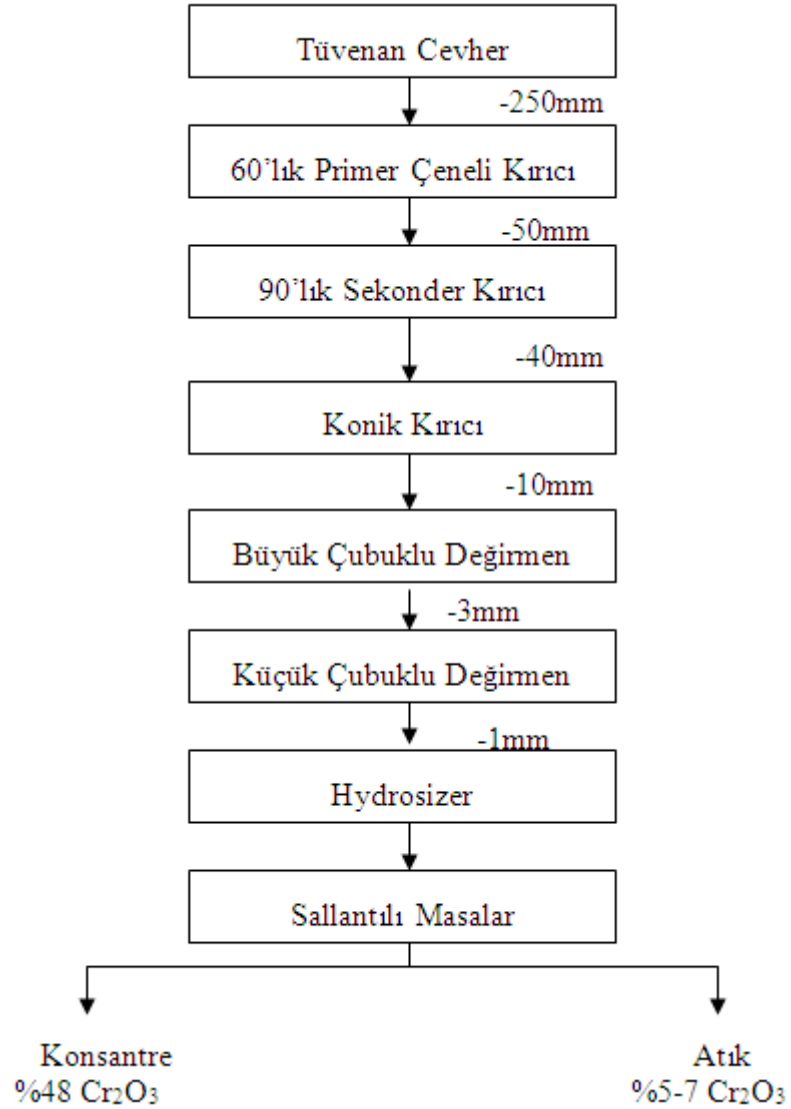 Tüvenan Cevher
-250mm
60'lık Primer Çeneli Kırıcı
-50mm
90'lık Sekonder Kırıcı
-40mm
Konik Kırıcı
-10mm
Büyük Çubuklu Değirmen
-3mm
Küçük Çubuklu Değirmen
-1mm
Hydrosizer
Sallantılı Masalar
Konsantre
%48 Cr₂O₃
Atık
%5-7 Cr₂O₃